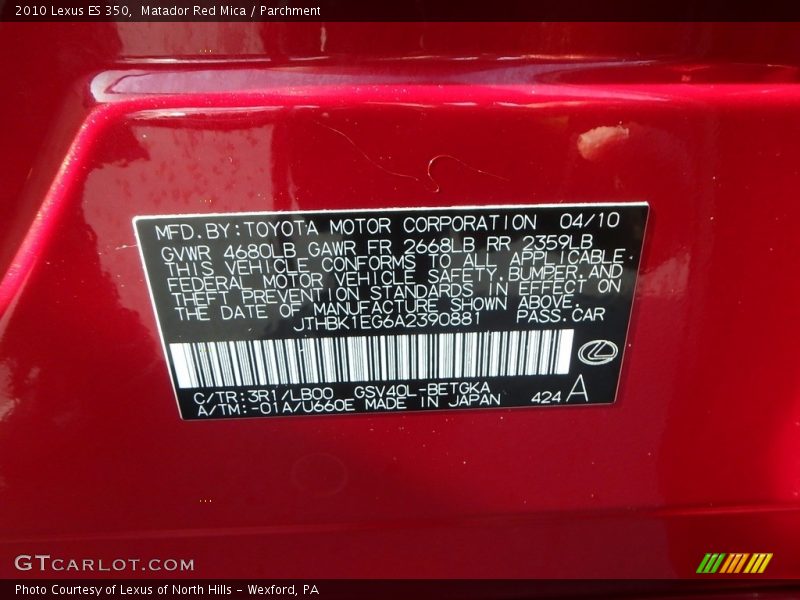 2010 Lexus ES 350,  Matador Red Mica / Parchment
MFD.BY:TOYOTA MOTOR CORPORATION 04/10
GVWR 4680LB GAWR FR 2668LB RR 2359LB
THIS VEHICLE CONFORMS TO ALL APPLICABLE
FEDERAL MOTOR VEHICLE SAFETY,BUMPER,AND
THEFT PREVENTION STANDARDS IN EFFECT ON
THE DATE OF MANUFACTURE SHOWN ABOVE.
JTHBK1EG6A2390881 PASS.CAR
C/TR:3R1/LB00 GSV40L-BETGKA
A/TM:-01A/U660E MADE IN JAPAN 424 A
GTCARLOT.COM
Photo Courtesy of Lexus of North Hills - Wexford, PA